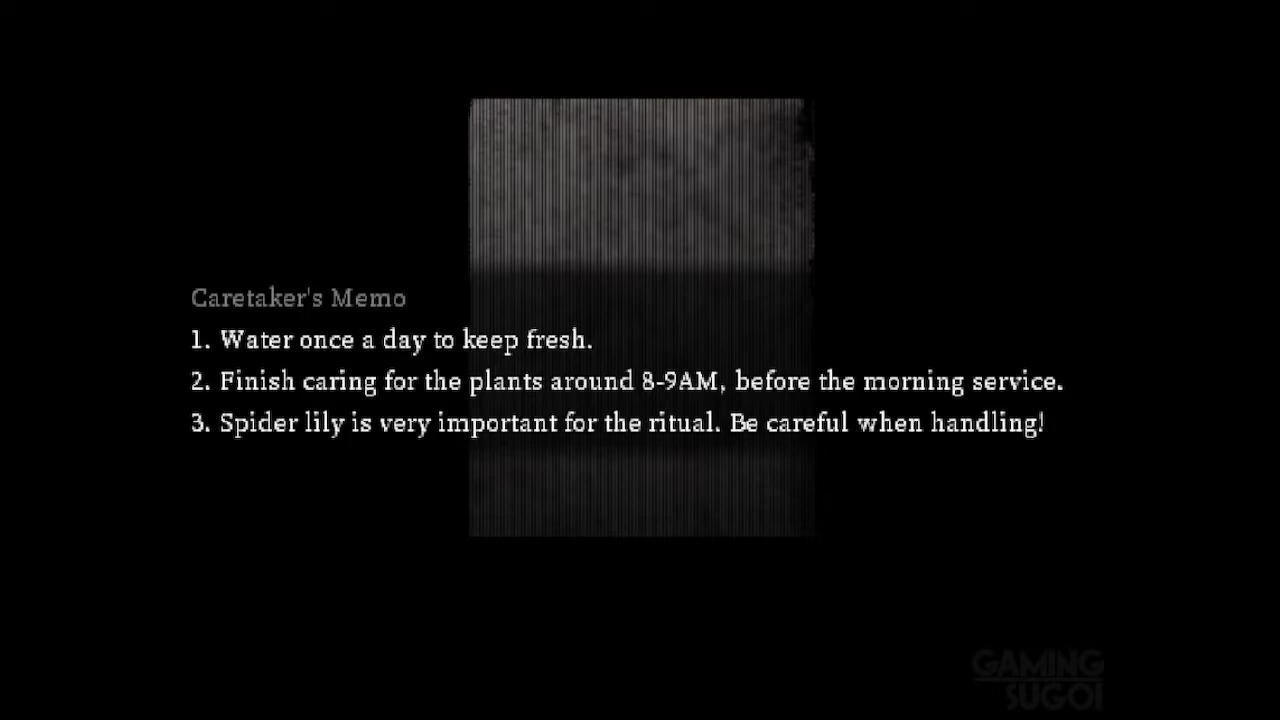 Caretaker's Memo
1. Water once a day to keep fresh.
2. Finish caring for the plants around 8-9AM, before the morning service.
3. Spider lily is very important for the ritual. Be careful when handling!
GAMING
SUGOI